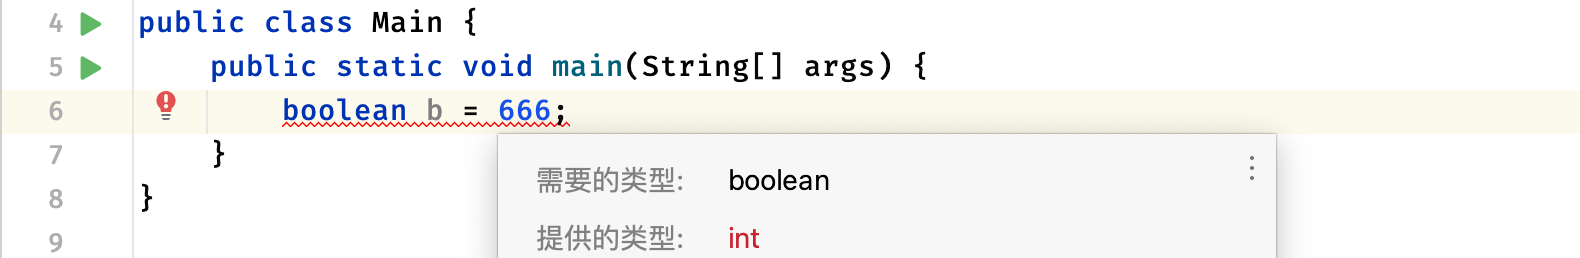 4 public class Main {
5 public static void main(String[] args) {
6 boolean b = 666;
7 }
需要的类型: boolean
8 }
提供的类型: int
9